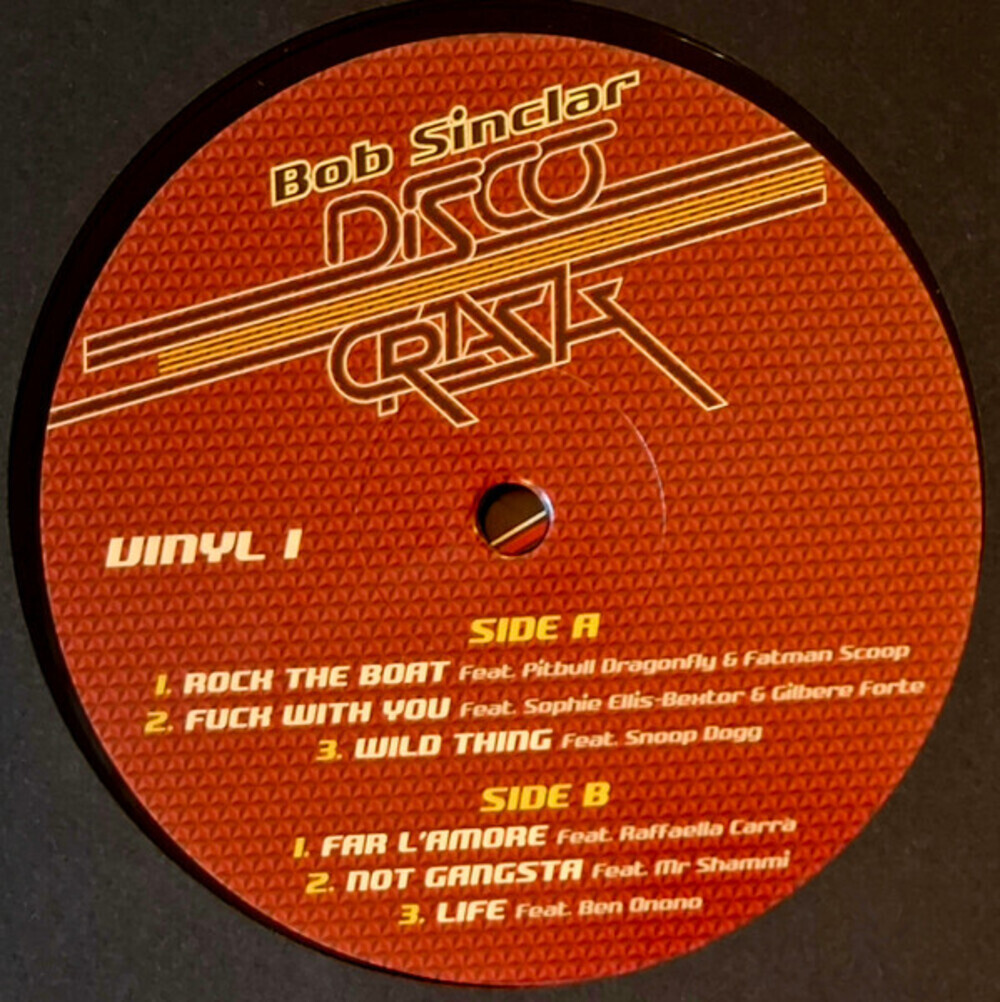 Bob Sinclar
DISCO
CRASH
VINYL 1
SIDE A
1. ROCK THE BOAT Feat. Pitbull Dragonfly & Fatman Scoop
2. FUCK WITH YOU Feat. Sophie Ellis-Bextor & Gilbere Forte
3. WILD THING Feat. Snoop Dogg
SIDE B
1. FAR L'AMORE Feat. Raffaella Carra
2. NOT GANGSTA Feat. Mr Shammi
3. LIFE Feat. Ben Onono